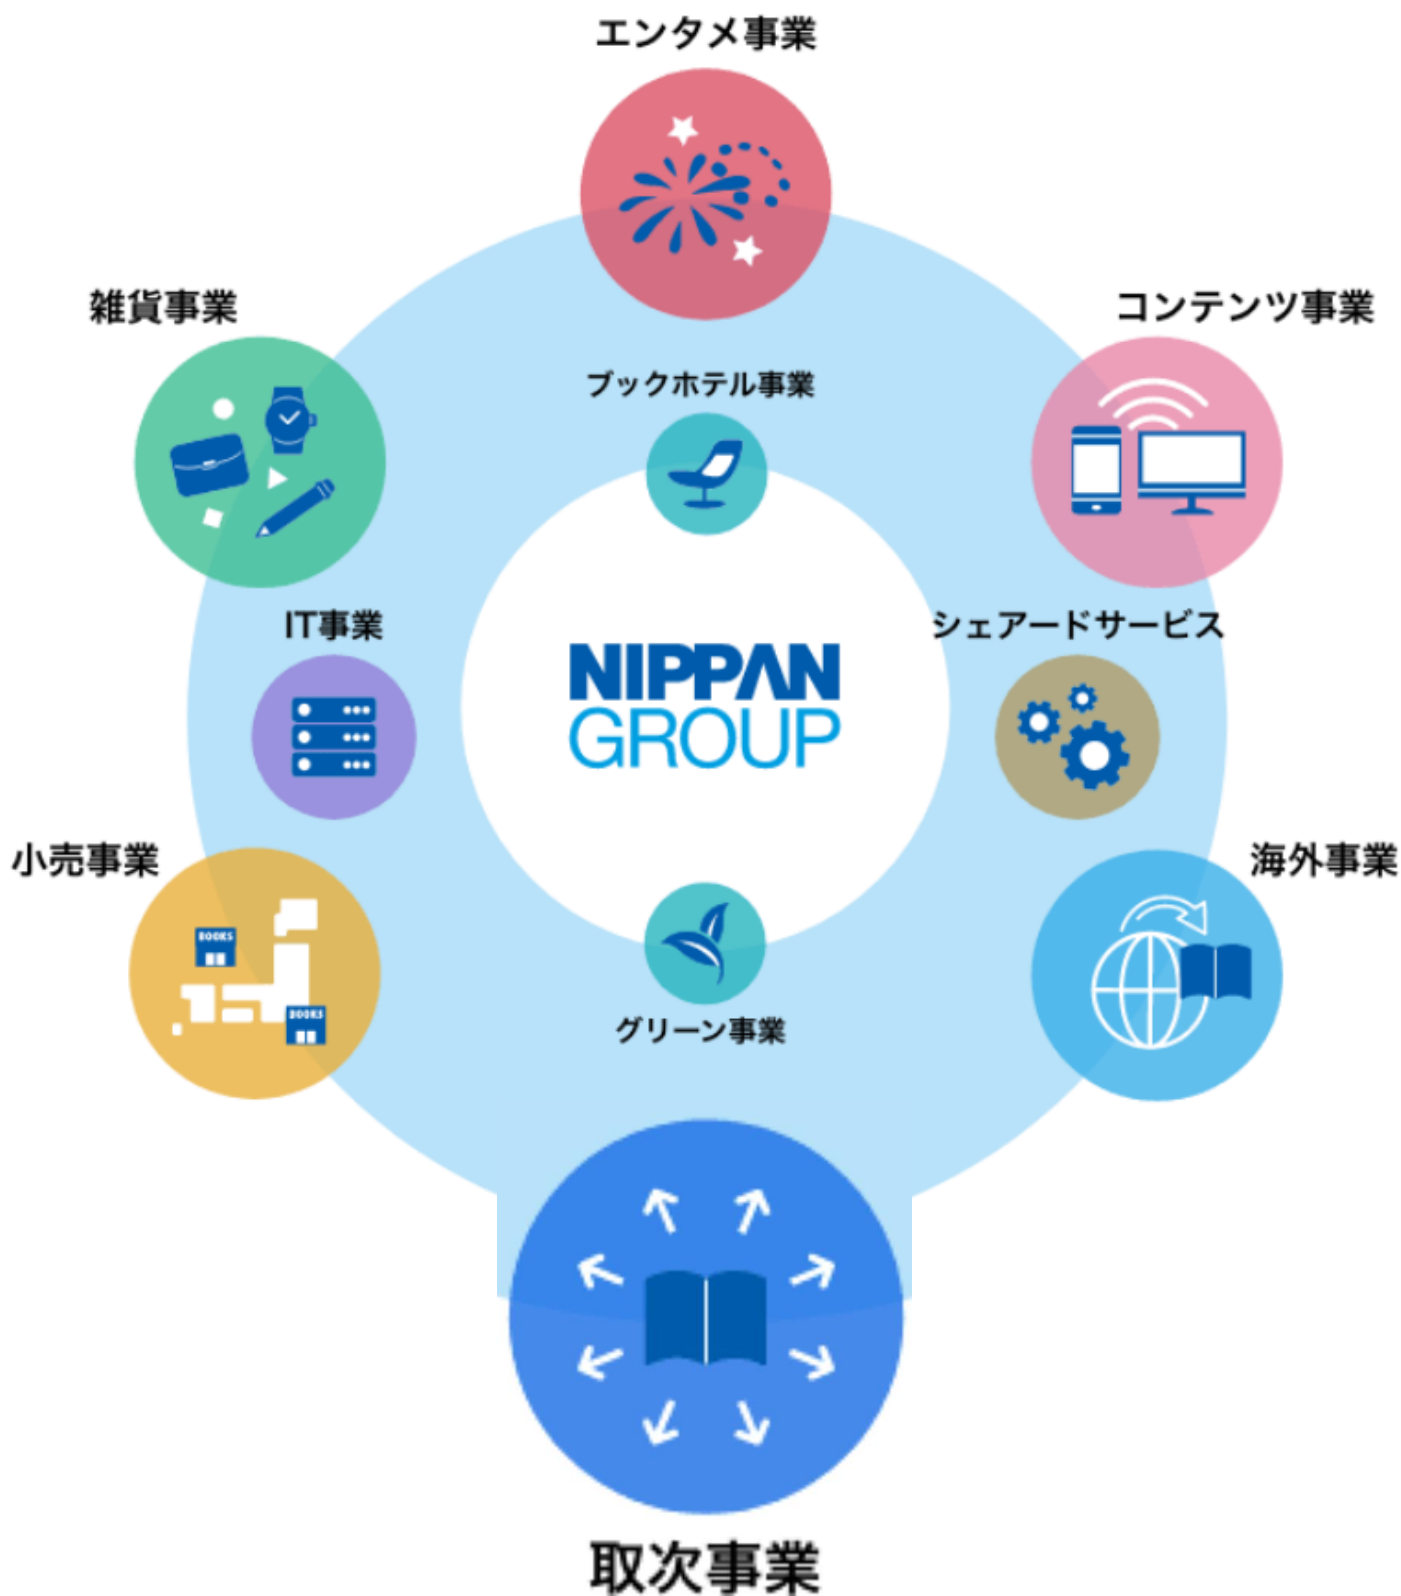 エンタメ事業
雑貨事業
コンテンツ事業
ブックホテル事業
IT事業
シェアードサービス
NIPPAN
GROUP
小売事業
海外事業
BOOKS
BOOKS
グリーン事業
取次事業